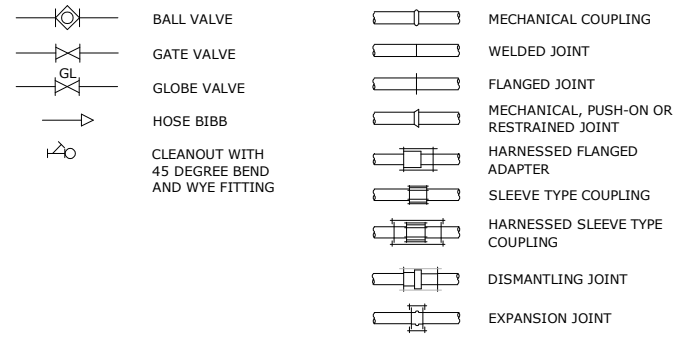 BALL VALVE
GATE VALVE
GL
GLOBE VALVE
HOSE BIBB
CLEANOUT WITH
45 DEGREE BEND
AND WYE FITTING
MECHANICAL COUPLING
WELDED JOINT
FLANGED JOINT
MECHANICAL, PUSH-ON OR
RESTRAINED JOINT
HARNESSED FLANGED
ADAPTER
SLEEVE TYPE COUPLING
HARNESSED SLEEVE TYPE
COUPLING
DISMANTLING JOINT
EXPANSION JOINT